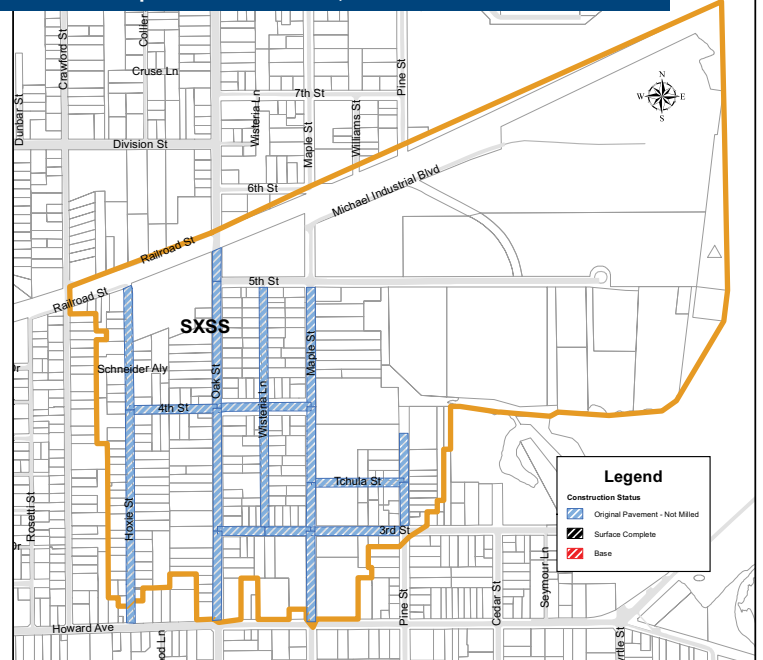 Crawford St
Collier
Cruse Ln
Dunbar St
Wisteria Ln
7th St
Maple St
Williams St
Pine St
Division St
6th St
Michael Industrial Blvd
N
W
E
S
Railroad St
Railroad St
5th St
SXSS
Schneider Aly
Oak St
Maple St
4th St
Wisteria Ln
Tchula St
3rd St
Hoxie St
Rosetti St
Howard Ave
Pine St
Cedar St
Seymour Ln
Legend
Construction Status
Original Pavement - Not Milled
Surface Complete
Base